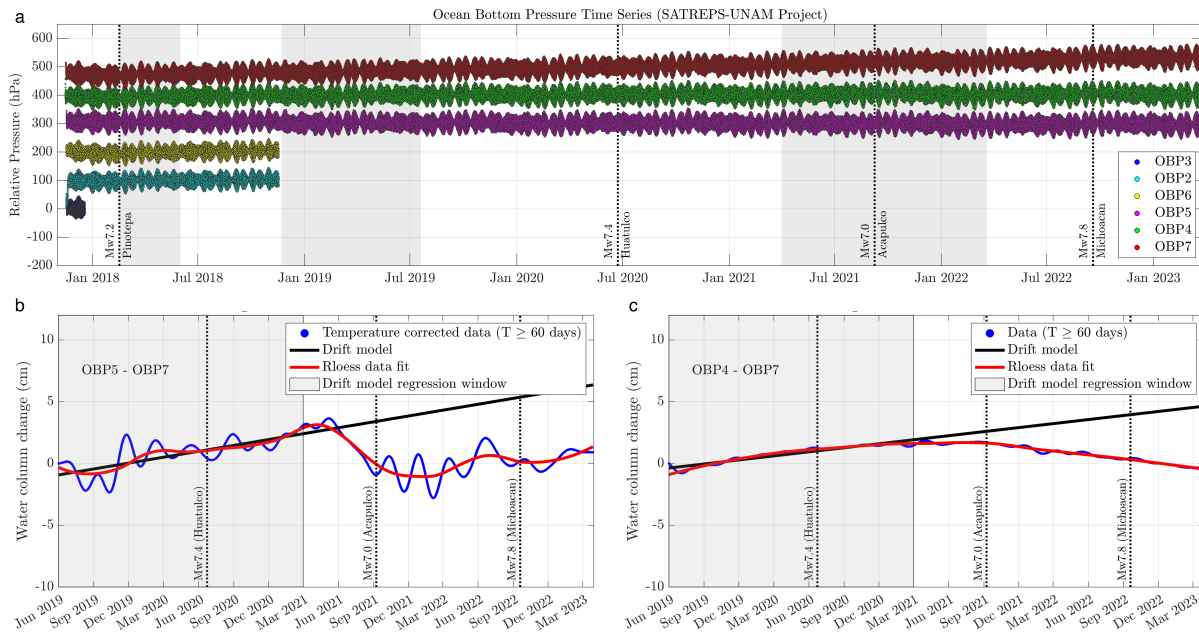 a
Ocean Bottom Pressure Time Series (SATREPS-UNAM Project)
Relative Pressure (hPa)
600
500
400
300
200
100
0
-100
-200
Mw7.2
Pinotepa
Mw7.4
Huatulco
Mw7.0
Acapulco
Mw7.8
Michoacan
OBP3
OBP2
OBP6
OBP5
OBP4
OBP7
Jan 2018 Jul 2018 Jan 2019 Jul 2019 Jan 2020 Jul 2020 Jan 2021 Jul 2021 Jan 2022 Jul 2022 Jan 2023
b
Water column change (cm)
10
5
0
-5
-10
OBP5 - OBP7
Temperature corrected data (T ≥ 60 days)
Drift model
Rloess data fit
Drift model regression window
Mw7.4 (Huatulco)
Mw7.0 (Acapulco)
Mw7.8 (Michoacan)
Jun 2019 Sep 2019 Dec 2019 Mar 2020 Jun 2020 Sep 2020 Dec 2020 Mar 2021 Jun 2021 Sep 2021 Dec 2021 Mar 2022 Jun 2022 Sep 2022 Dec 2022 Mar 2023
c
Water column change (cm)
10
5
0
-5
-10
OBP4 - OBP7
Data (T ≥ 60 days)
Drift model
Rloess data fit
Drift model regression window
Mw7.4 (Huatulco)
Mw7.0 (Acapulco)
Mw7.8 (Michoacan)
Jun 2019 Sep 2019 Dec 2019 Mar 2020 Jun 2020 Sep 2020 Dec 2020 Mar 2021 Jun 2021 Sep 2021 Dec 2021 Mar 2022 Jun 2022 Sep 2022 Dec 2022 Mar 2023